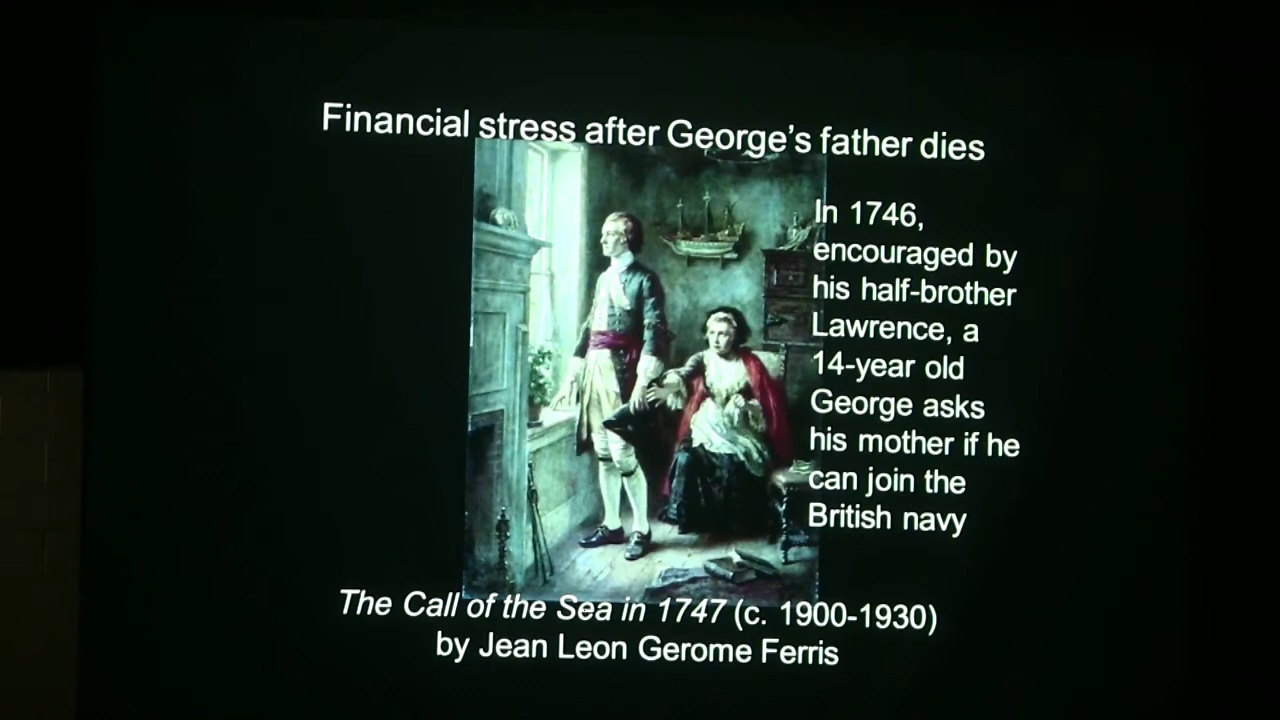 Financial stress after George's father dies
In 1746,
encouraged by
his half-brother
Lawrence, a
14-year old
George asks
his mother if he
can join the
British navy
The Call of the Sea in 1747 (c. 1900-1930)
by Jean Leon Gerome Ferris